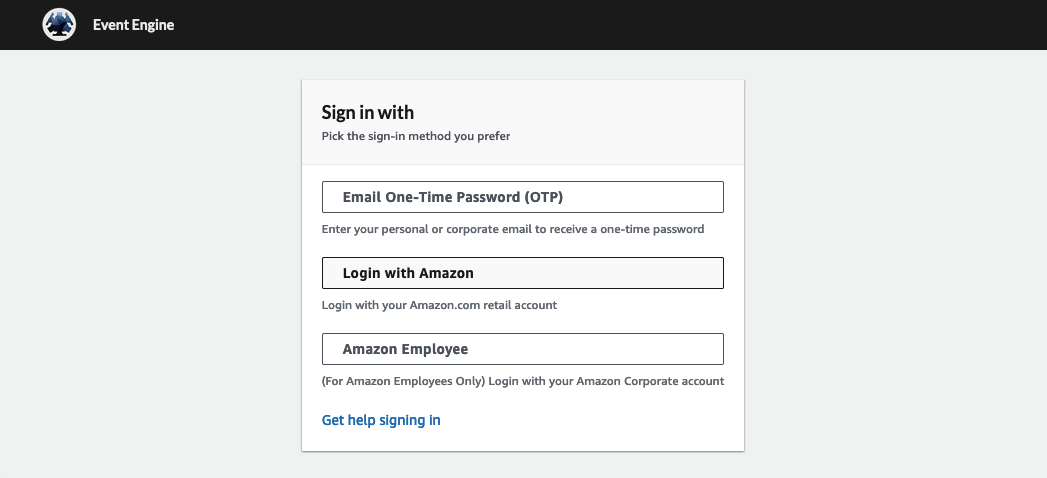 Event Engine
Sign in with
Pick the sign-in method you prefer
Email One-Time Password (OTP)
Enter your personal or corporate email to receive a one-time password
Login with Amazon
Login with your Amazon.com retail account
Amazon Employee
(For Amazon Employees Only) Login with your Amazon Corporate account
Get help signing in